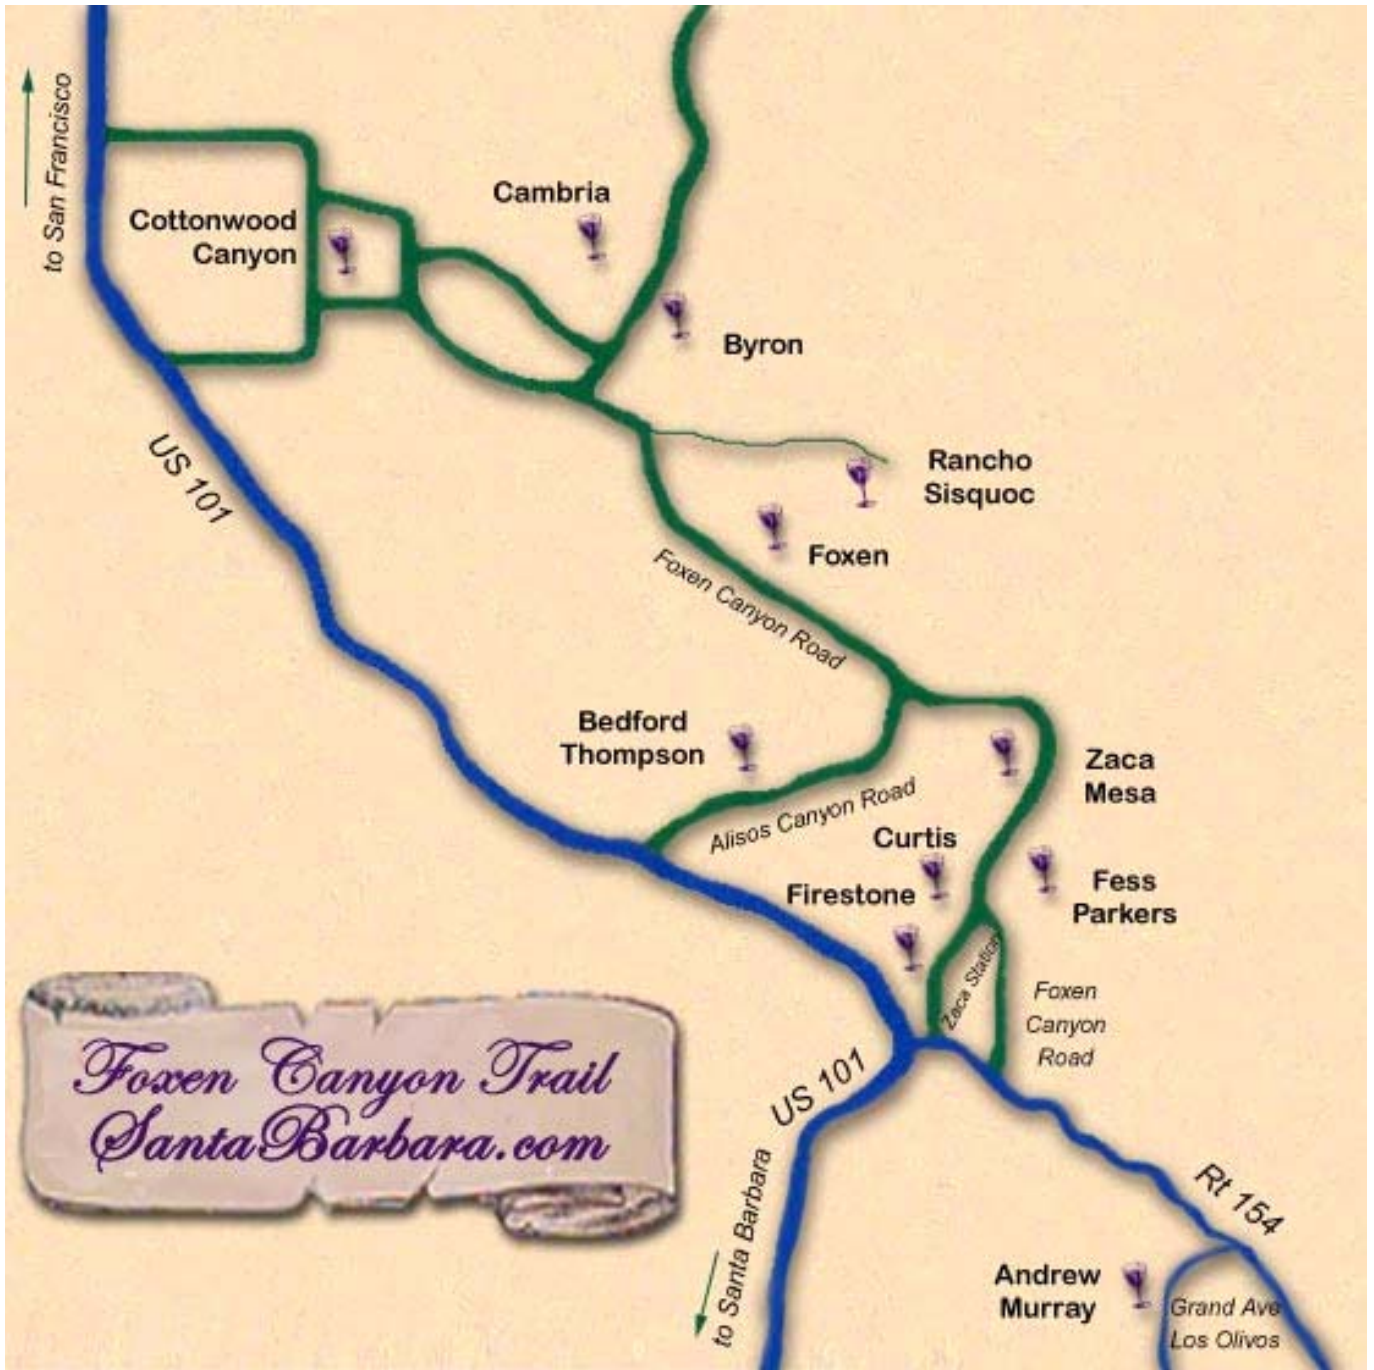 to San Francisco
Cambria
Cottonwood
Canyon
Byron
US 101
Rancho
Sisquoc
Foxen
Foxen Canyon Road
Bedford
Thompson
Zaca
Mesa
Alisos Canyon Road
Curtis
Firestone
Fess
Parkers
Zaca Station
Foxen
Canyon
Road
Foxen Canyon Trail
SantaBarbara.com
US 101
to Santa Barbara
Rt 154
Andrew
Murray
Grand Ave
Los Olivos